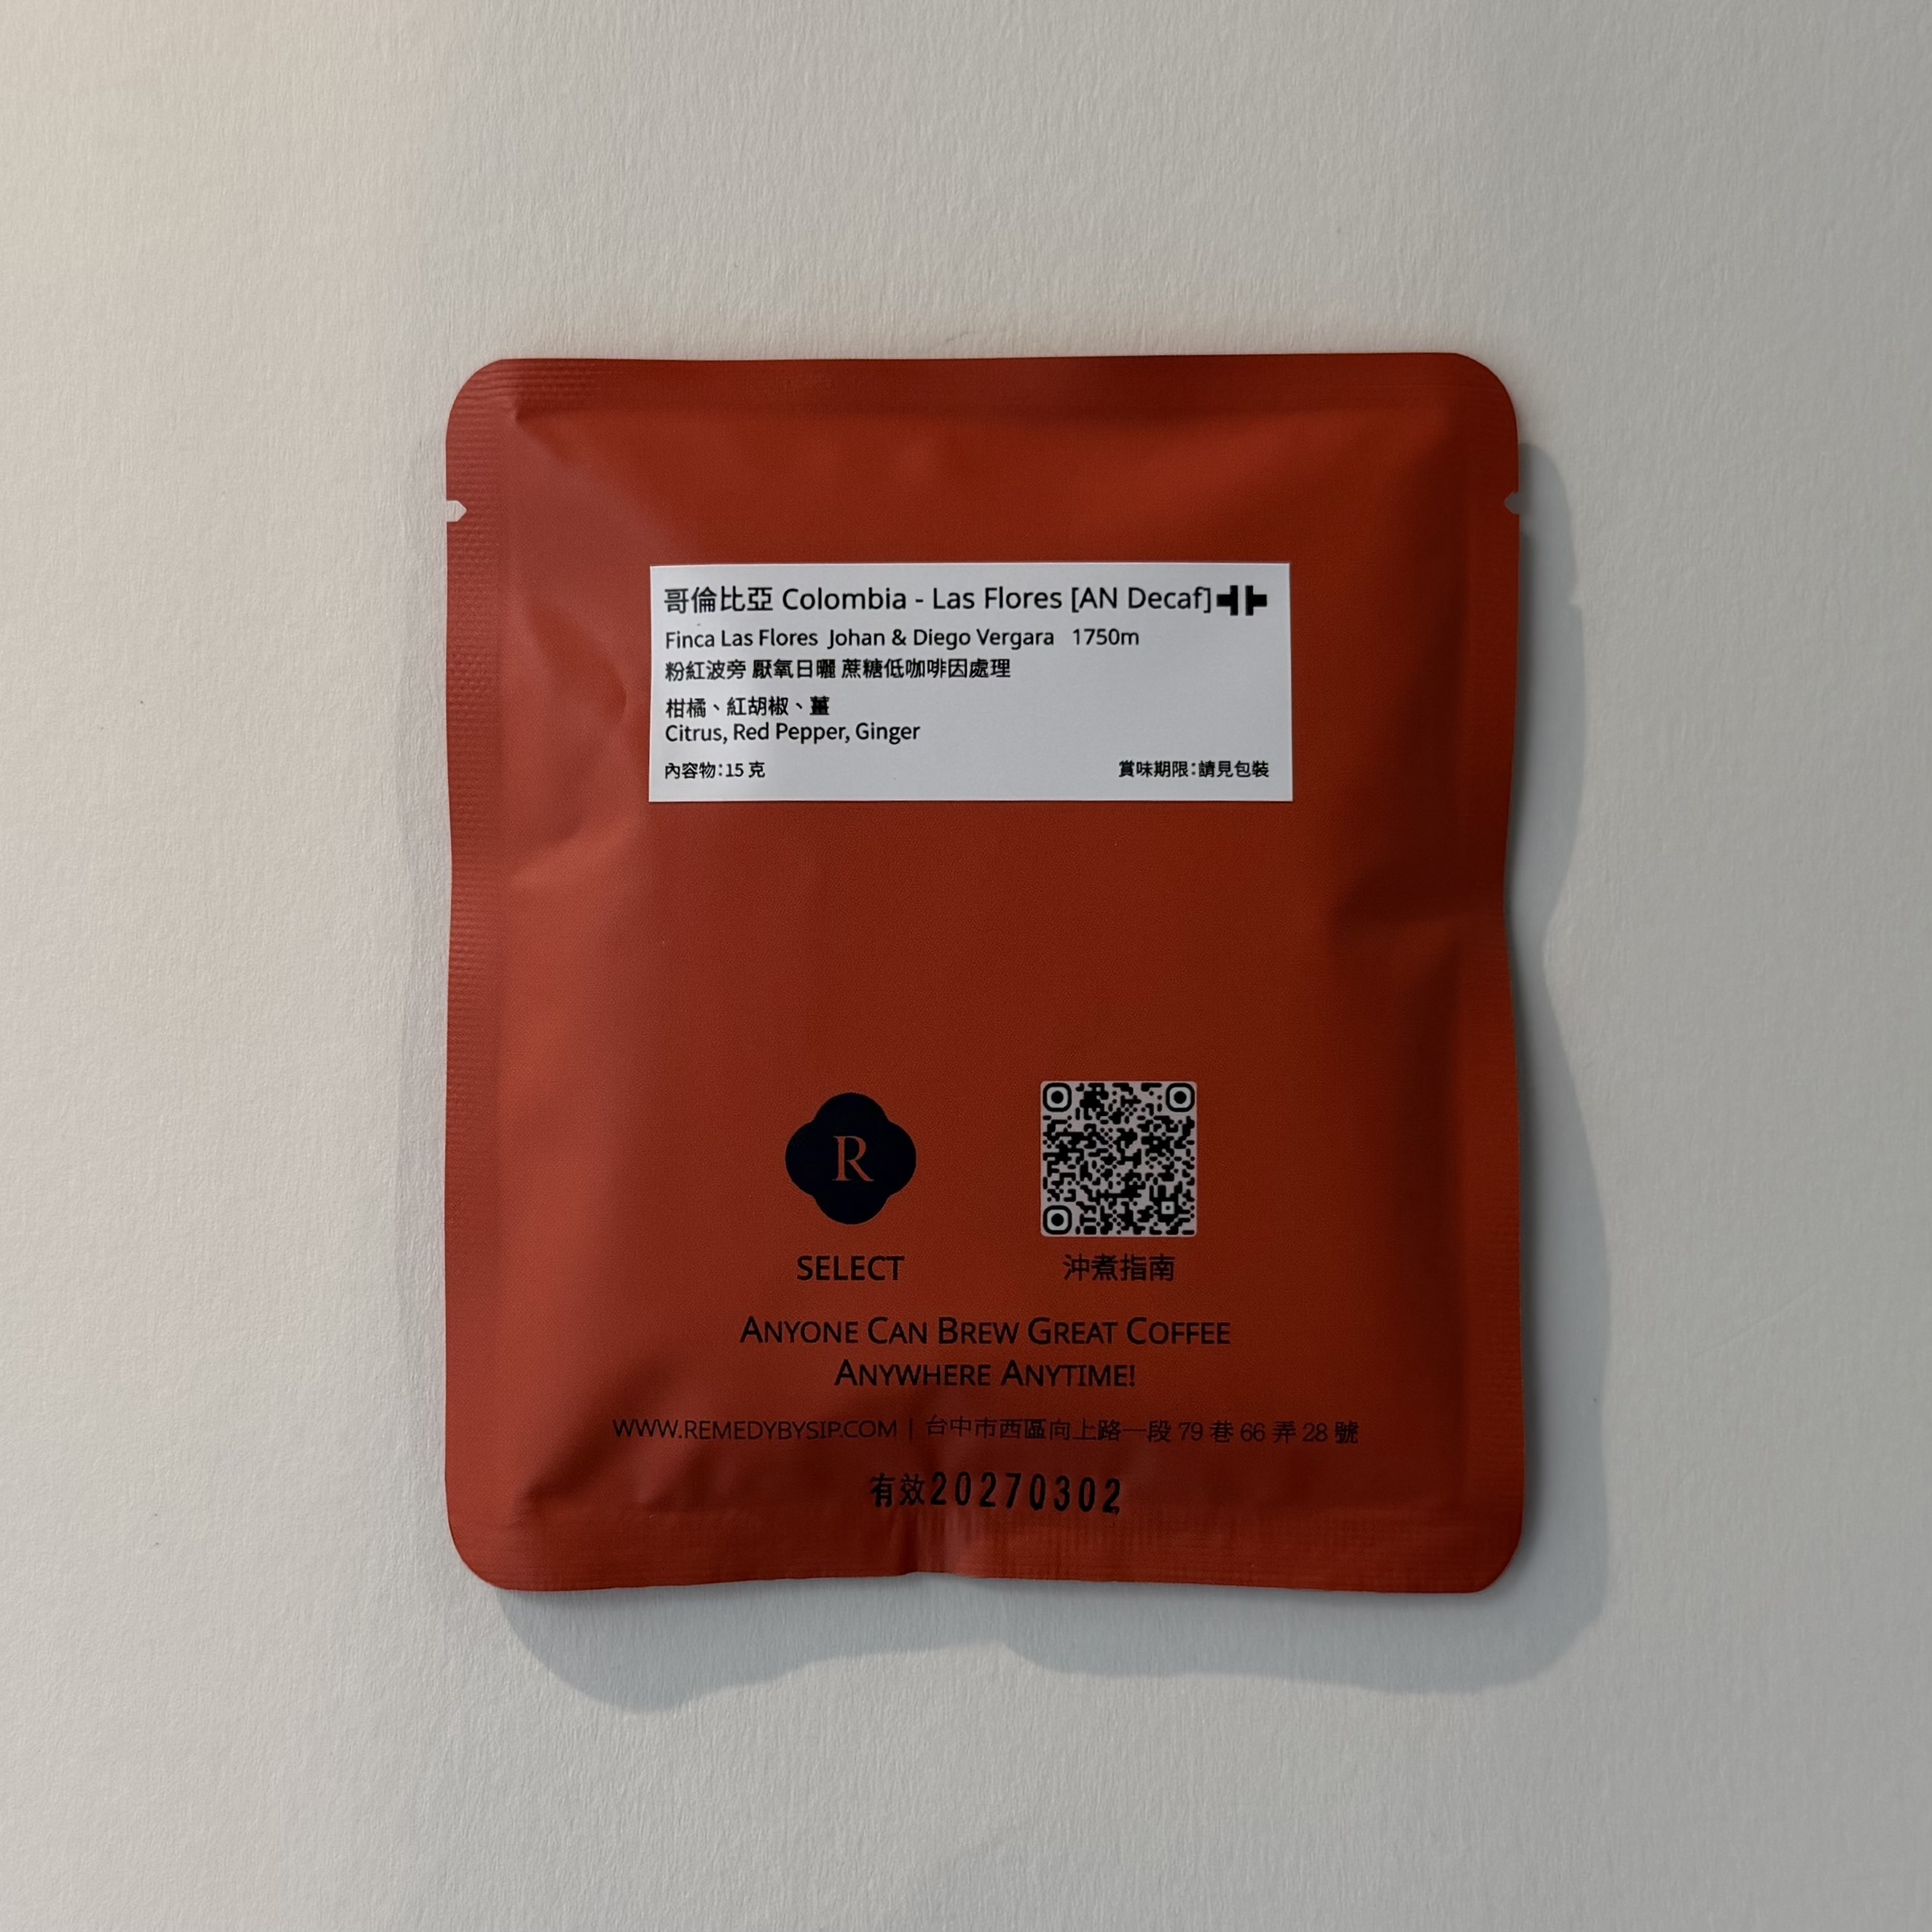 哥倫比亞 Colombia - Las Flores [AN Decaf]
Finca Las Flores Johan & Diego Vergara 1750m
粉紅波旁 厭氧日曬 蔗糖低咖啡因處理
柑橘、紅胡椒、薑
Citrus, Red Pepper, Ginger
內容物:15 克 賞味期限:請見包裝
R
SELECT 沖煮指南
ANYONE CAN BREW GREAT COFFEE
ANYWHERE ANYTIME!
WWW.REMEDYBYSIP.COM | 台中市西區向上路一段 79 巷 66 弄 28 號
有效20270302